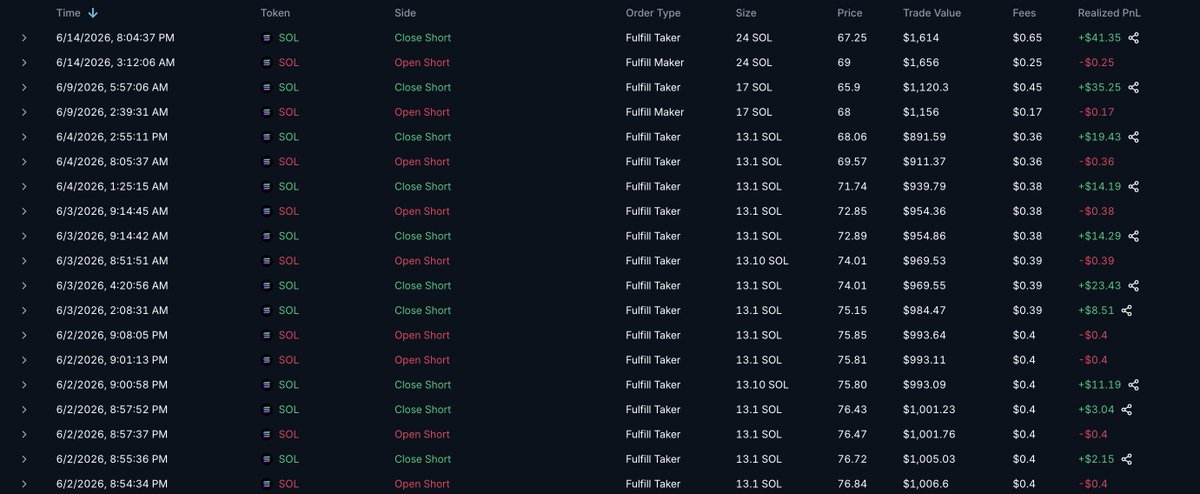 Time Token Side Order Type Size Price Trade Value Fees Realized PnL
6/14/2026, 8:04:37 PM SOL Close Short Fulfill Taker 24 SOL 67.25 $1,614 $0.65 +$41.35
6/14/2026, 3:12:06 AM SOL Open Short Fulfill Maker 24 SOL 69 $1,656 $0.25 -$0.25
6/9/2026, 5:57:06 AM SOL Close Short Fulfill Taker 17 SOL 65.9 $1,120.3 $0.45 +$35.25
6/9/2026, 2:39:31 AM SOL Open Short Fulfill Maker 17 SOL 68 $1,156 $0.17 -$0.17
6/4/2026, 2:55:11 PM SOL Close Short Fulfill Taker 13.1 SOL 68.06 $891.59 $0.36 +$19.43
6/4/2026, 8:05:37 AM SOL Open Short Fulfill Taker 13.1 SOL 69.57 $911.37 $0.36 -$0.36
6/4/2026, 1:25:15 AM SOL Close Short Fulfill Taker 13.1 SOL 71.74 $939.79 $0.38 +$14.19
6/3/2026, 9:14:45 AM SOL Open Short Fulfill Taker 13.1 SOL 72.85 $954.36 $0.38 -$0.38
6/3/2026, 9:14:42 AM SOL Close Short Fulfill Taker 13.1 SOL 72.89 $954.86 $0.38 +$14.29
6/3/2026, 8:51:51 AM SOL Open Short Fulfill Taker 13.10 SOL 74.01 $969.53 $0.39 -$0.39
6/3/2026, 4:20:56 AM SOL Close Short Fulfill Taker 13.1 SOL 74.01 $969.55 $0.39 +$23.43
6/3/2026, 2:08:31 AM SOL Close Short Fulfill Taker 13.1 SOL 75.15 $984.47 $0.39 +$8.51
6/2/2026, 9:08:05 PM SOL Open Short Fulfill Taker 13.1 SOL 75.85 $993.64 $0.4 -$0.4
6/2/2026, 9:01:13 PM SOL Open Short Fulfill Taker 13.1 SOL 75.81 $993.11 $0.4 -$0.4
6/2/2026, 9:00:58 PM SOL Close Short Fulfill Taker 13.10 SOL 75.80 $993.09 $0.4 +$11.19
6/2/2026, 8:57:52 PM SOL Close Short Fulfill Taker 13.1 SOL 76.43 $1,001.23 $0.4 +$3.04
6/2/2026, 8:57:37 PM SOL Open Short Fulfill Taker 13.1 SOL 76.47 $1,001.76 $0.4 -$0.4
6/2/2026, 8:55:36 PM SOL Close Short Fulfill Taker 13.1 SOL 76.72 $1,005.03 $0.4 +$2.15
6/2/2026, 8:54:34 PM SOL Open Short Fulfill Taker 13.1 SOL 76.84 $1,006.6 $0.4 -$0.4